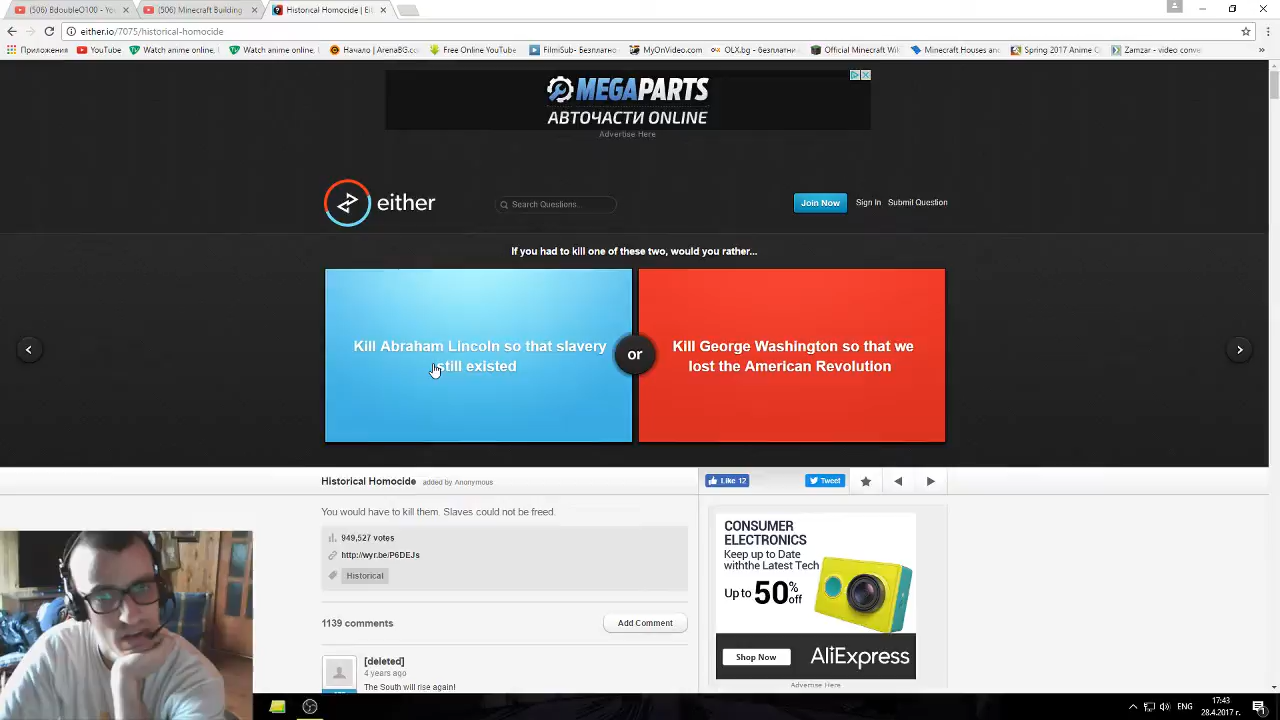 (506) BdoubleO100 - Yo
(506) Minecraft Building
Historical Homicide | Ei
either.io/7075/historical-homicide
Приложения
YouTube
Watch anime online,
Watch anime online,
Начало | ArenaBG.co
Free Online YouTube
FilmiSub - Безплатно
MyOnVideo.com
OLX.bg - безплатни
Official Minecraft Wi
Minecraft Houses an
Spring 2017 Anime C
Zamzar - video conve
MEGAPARTS
АВТОЧАСТИ ONLINE
Advertise Here
either
Search Questions...
Join Now
Sign In
Submit Question
If you had to kill one of these two, would you rather...
Kill Abraham Lincoln so that slavery
still existed
or
Kill George Washington so that we
lost the American Revolution
Historical Homocide added by Anonymous
Like 12
Tweet
You would have to kill them. Slaves could not be freed.
949,527 votes
http://wyr.be/P6DEJs
Historical
1139 comments
Add Comment
[deleted]
4 years ago
The South will rise again!
CONSUMER
ELECTRONICS
Keep up to Date
withthe Latest Tech
Up to 50% off
Shop Now
AliExpress
Advertise Here
ENG
17:43
28.4.2017 г.